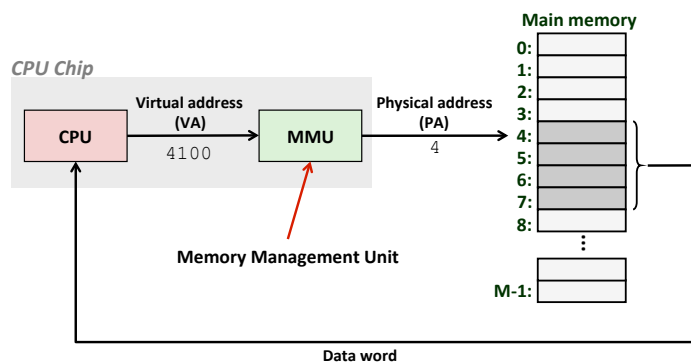 Main memory
CPU Chip
CPU
Virtual address
(VA)
4100
MMU
Physical address
(PA)
4
0:
1:
2:
3:
4:
5:
6:
7:
8:
...
M-1:
Memory Management Unit
Data word